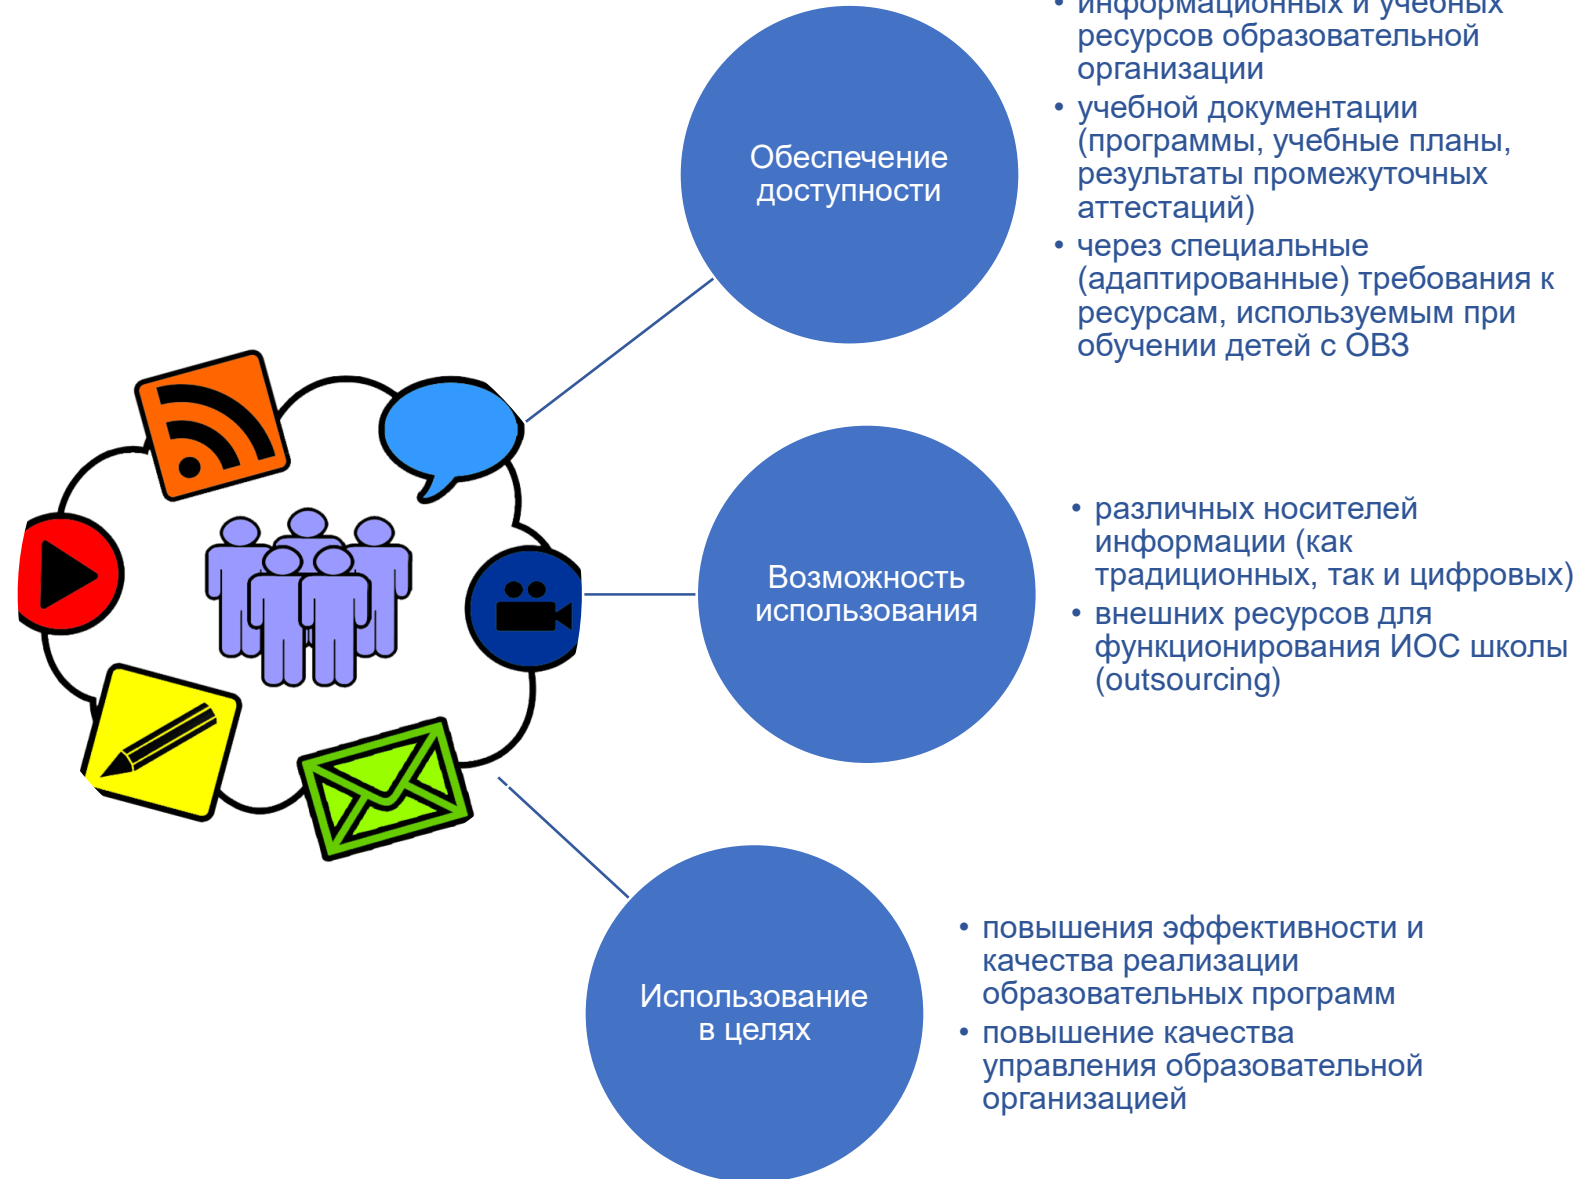 Обеспечение
доступности
• информационных и учебных
ресурсов образовательной
организации
• учебной документации
(программы, учебные планы,
результаты промежуточных
аттестаций)
• через специальные
(адаптированные) требования к
ресурсам, используемым при
обучении детей с ОВЗ
Возможность
использования
• различных носителей
информации (как
традиционных, так и цифровых)
• внешних ресурсов для
функционирования ИОС школы
(outsourcing)
Использование
в целях
• повышения эффективности и
качества реализации
образовательных программ
• повышение качества
управления образовательной
организацией